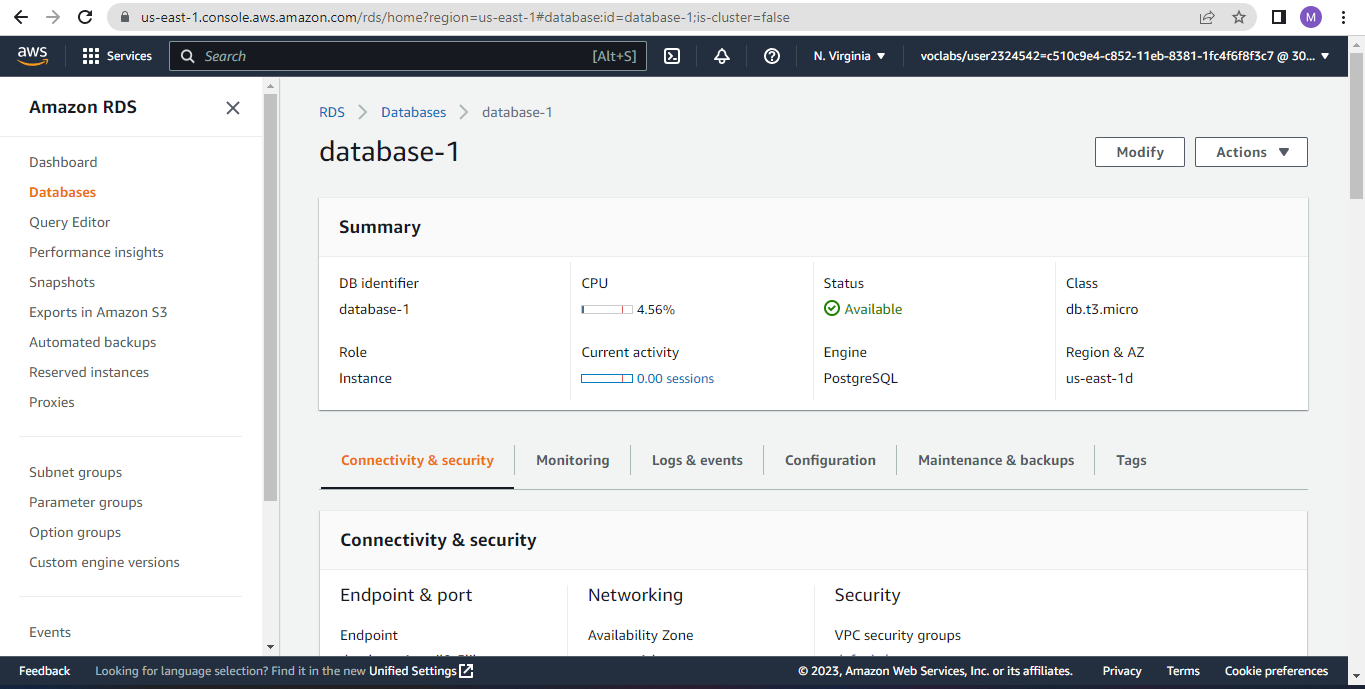 us-east-1.console.aws.amazon.com/rds/home?region=us-east-1#database:id=database-1;is-cluster=false
M
aws
Services
Search
[Alt+S]
N. Virginia
voclabs/user2324542=c510c9e4-c852-11eb-8381-1fc4f6f8f3c7 @ 30...
Amazon RDS
Dashboard
Databases
Query Editor
Performance insights
Snapshots
Exports in Amazon S3
Automated backups
Reserved instances
Proxies
Subnet groups
Parameter groups
Option groups
Custom engine versions
Events
RDS
Databases
database-1
database-1
Modify
Actions
Summary
DB identifier
database-1
CPU
4.56%
Status
Available
Class
db.t3.micro
Role
Instance
Current activity
0.00 sessions
Engine
PostgreSQL
Region & AZ
us-east-1d
Connectivity & security
Monitoring
Logs & events
Configuration
Maintenance & backups
Tags
Connectivity & security
Endpoint & port
Endpoint
Networking
Availability Zone
Security
VPC security groups
Feedback
Looking for language selection? Find it in the new Unified Settings
© 2023, Amazon Web Services, Inc. or its affiliates.
Privacy
Terms
Cookie preferences